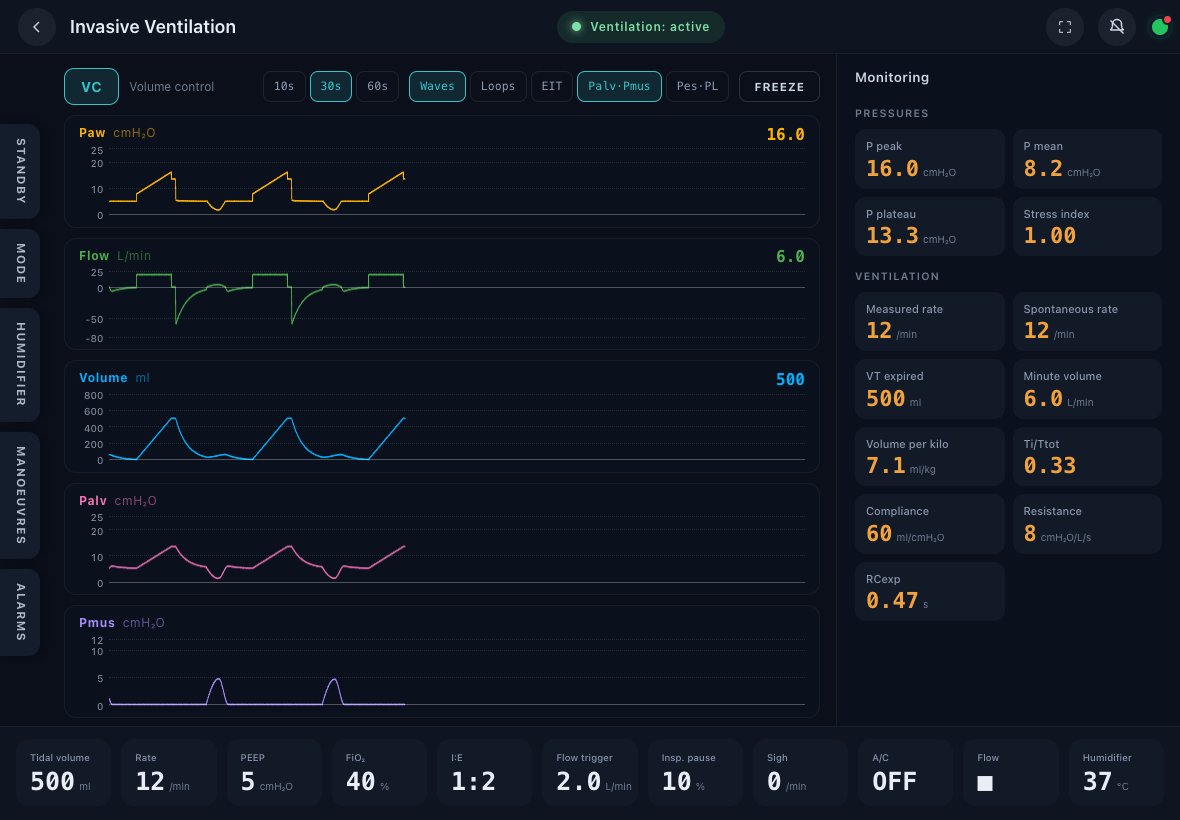 Invasive Ventilation
Ventilation: active
VC Volume control 10s 30s 60s Waves Loops EIT Palv·Pmus Pes·PL FREEZE
STANDBY
MODE
HUMIDIFIER
MANOEUVRES
ALARMS
Paw cmH₂O 16.0
25
20
10
0
Flow L/min 6.0
25
0
-50
-80
Volume ml 500
800
600
400
200
0
Palv cmH₂O
25
20
10
0
Pmus cmH₂O
12
10
5
0
Monitoring
PRESSURES
P peak
16.0 cmH₂O
P mean
8.2 cmH₂O
P plateau
13.3 cmH₂O
Stress index
1.00
VENTILATION
Measured rate
12 /min
Spontaneous rate
12 /min
VT expired
500 ml
Minute volume
6.0 L/min
Volume per kilo
7.1 ml/kg
Ti/Ttot
0.33
Compliance
60 ml/cmH₂O
Resistance
8 cmH₂O/L/s
RCexp
0.47 s
Tidal volume
500 ml
Rate
12 /min
PEEP
5 cmH₂O
FiO₂
40 %
I:E
1:2
Flow trigger
2.0 L/min
Insp. pause
10 %
Sigh
0 /min
A/C
OFF
Flow
■
Humidifier
37 °C